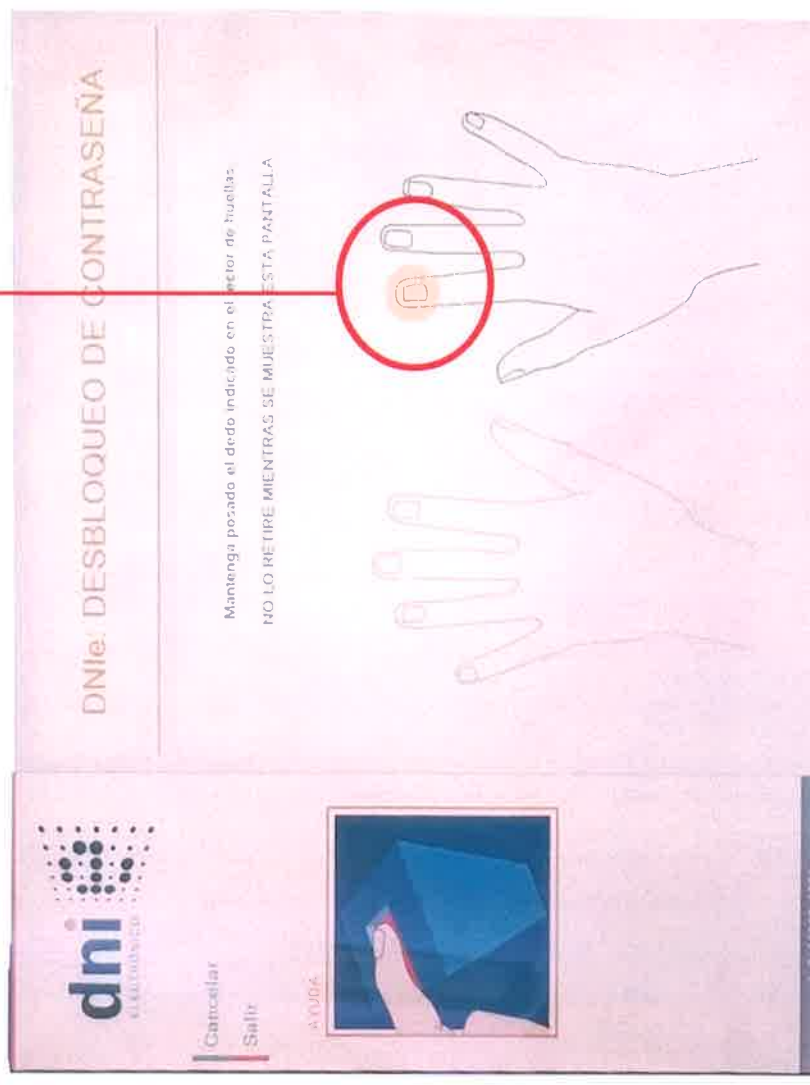 dni e
ELECTRÓNICO
Cancelar
Salir
AYUDA
DNIe: DESBLOQUEO DE CONTRASEÑA
Mantenga posado el dedo indicado en el lector de huellas
NO LO RETIRE MIENTRAS SE MUESTRA ESTA PANTALLA